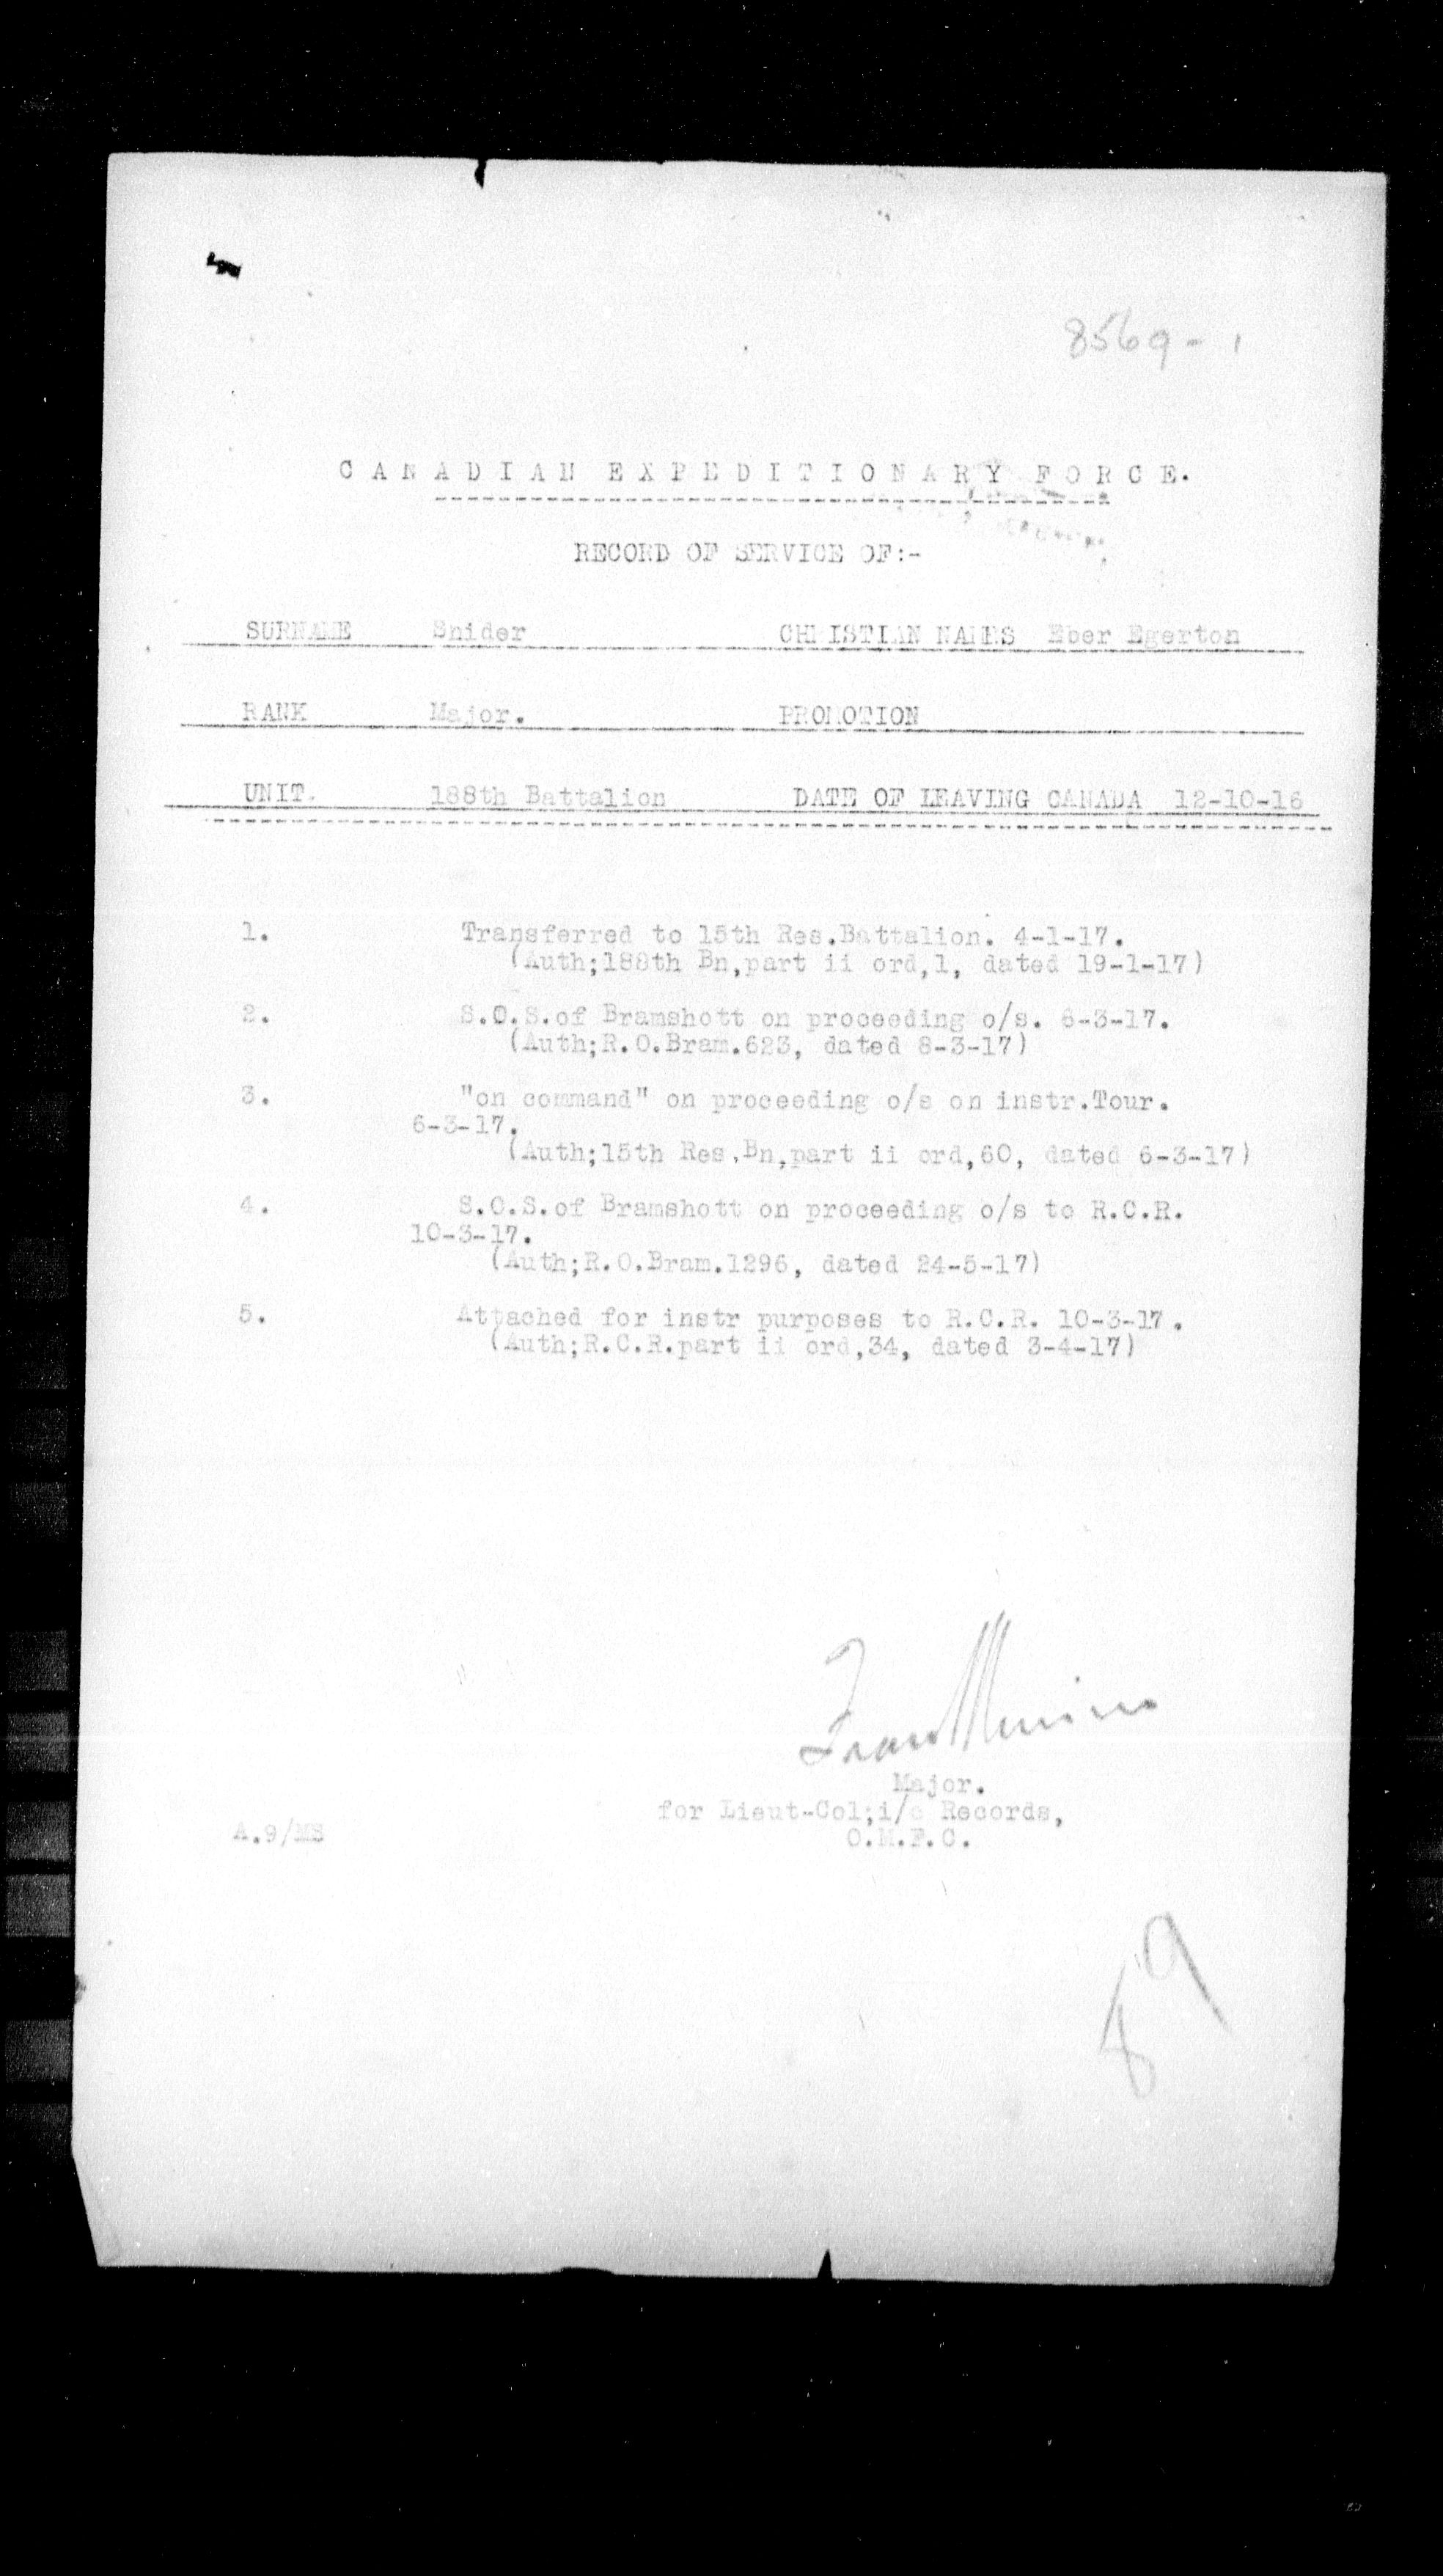 8569-1
CANADIAN EXPEDITIONARY FORCE.
RECORD OF SERVICE OF:-
SURNAME Snider CHRISTIAN NAMES Eber Egerton
RANK Major. PROMOTION
UNIT. 188th Battalion DATE OF LEAVING CANADA 12-10-16
1. Transferred to 15th Res.Battalion. 4-1-17.
(Auth;188th Bn,part ii ord,1, dated 19-1-17)
2. S.O.S.of Bramshott on proceeding o/s. 6-3-17.
(Auth;R.O.Bram.623, dated 8-3-17)
3. "on command" on proceeding o/s on instr.Tour.
6-3-17.
(Auth;15th Res.Bn,part ii ord,60, dated 6-3-17)
4. S.O.S.of Bramshott on proceeding o/s to R.C.R.
10-3-17.
(Auth;R.O.Bram.1296, dated 24-5-17)
5. Attached for instr purposes to R.C.R. 10-3-17.
(Auth;R.C.R.part ii ord,34, dated 3-4-17)
Major.
for Lieut-Col;i/c Records,
A.9/MS O.M.F.C.
89